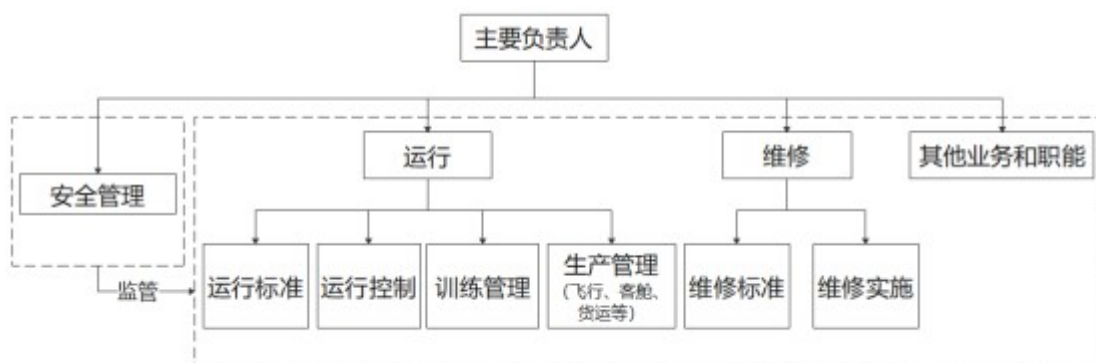 主要负责人
运行
维修
其他业务和职能
安全管理
运行标准
运行控制
训练管理
生产管理
(飞行、客舱、
货运等)
维修标准
维修实施
监管